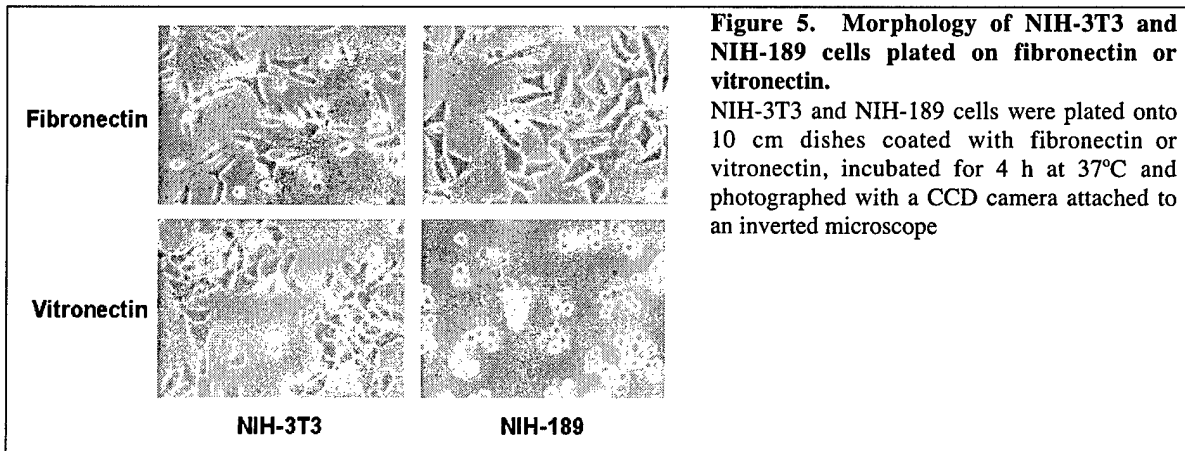 Fibronectin
Vitronectin
NIH-3T3
NIH-189
Figure 5. Morphology of NIH-3T3 and
NIH-189 cells plated on fibronectin or
vitronectin.
NIH-3T3 and NIH-189 cells were plated onto
10 cm dishes coated with fibronectin or
vitronectin, incubated for 4 h at 37ºC and
photographed with a CCD camera attached to
an inverted microscope